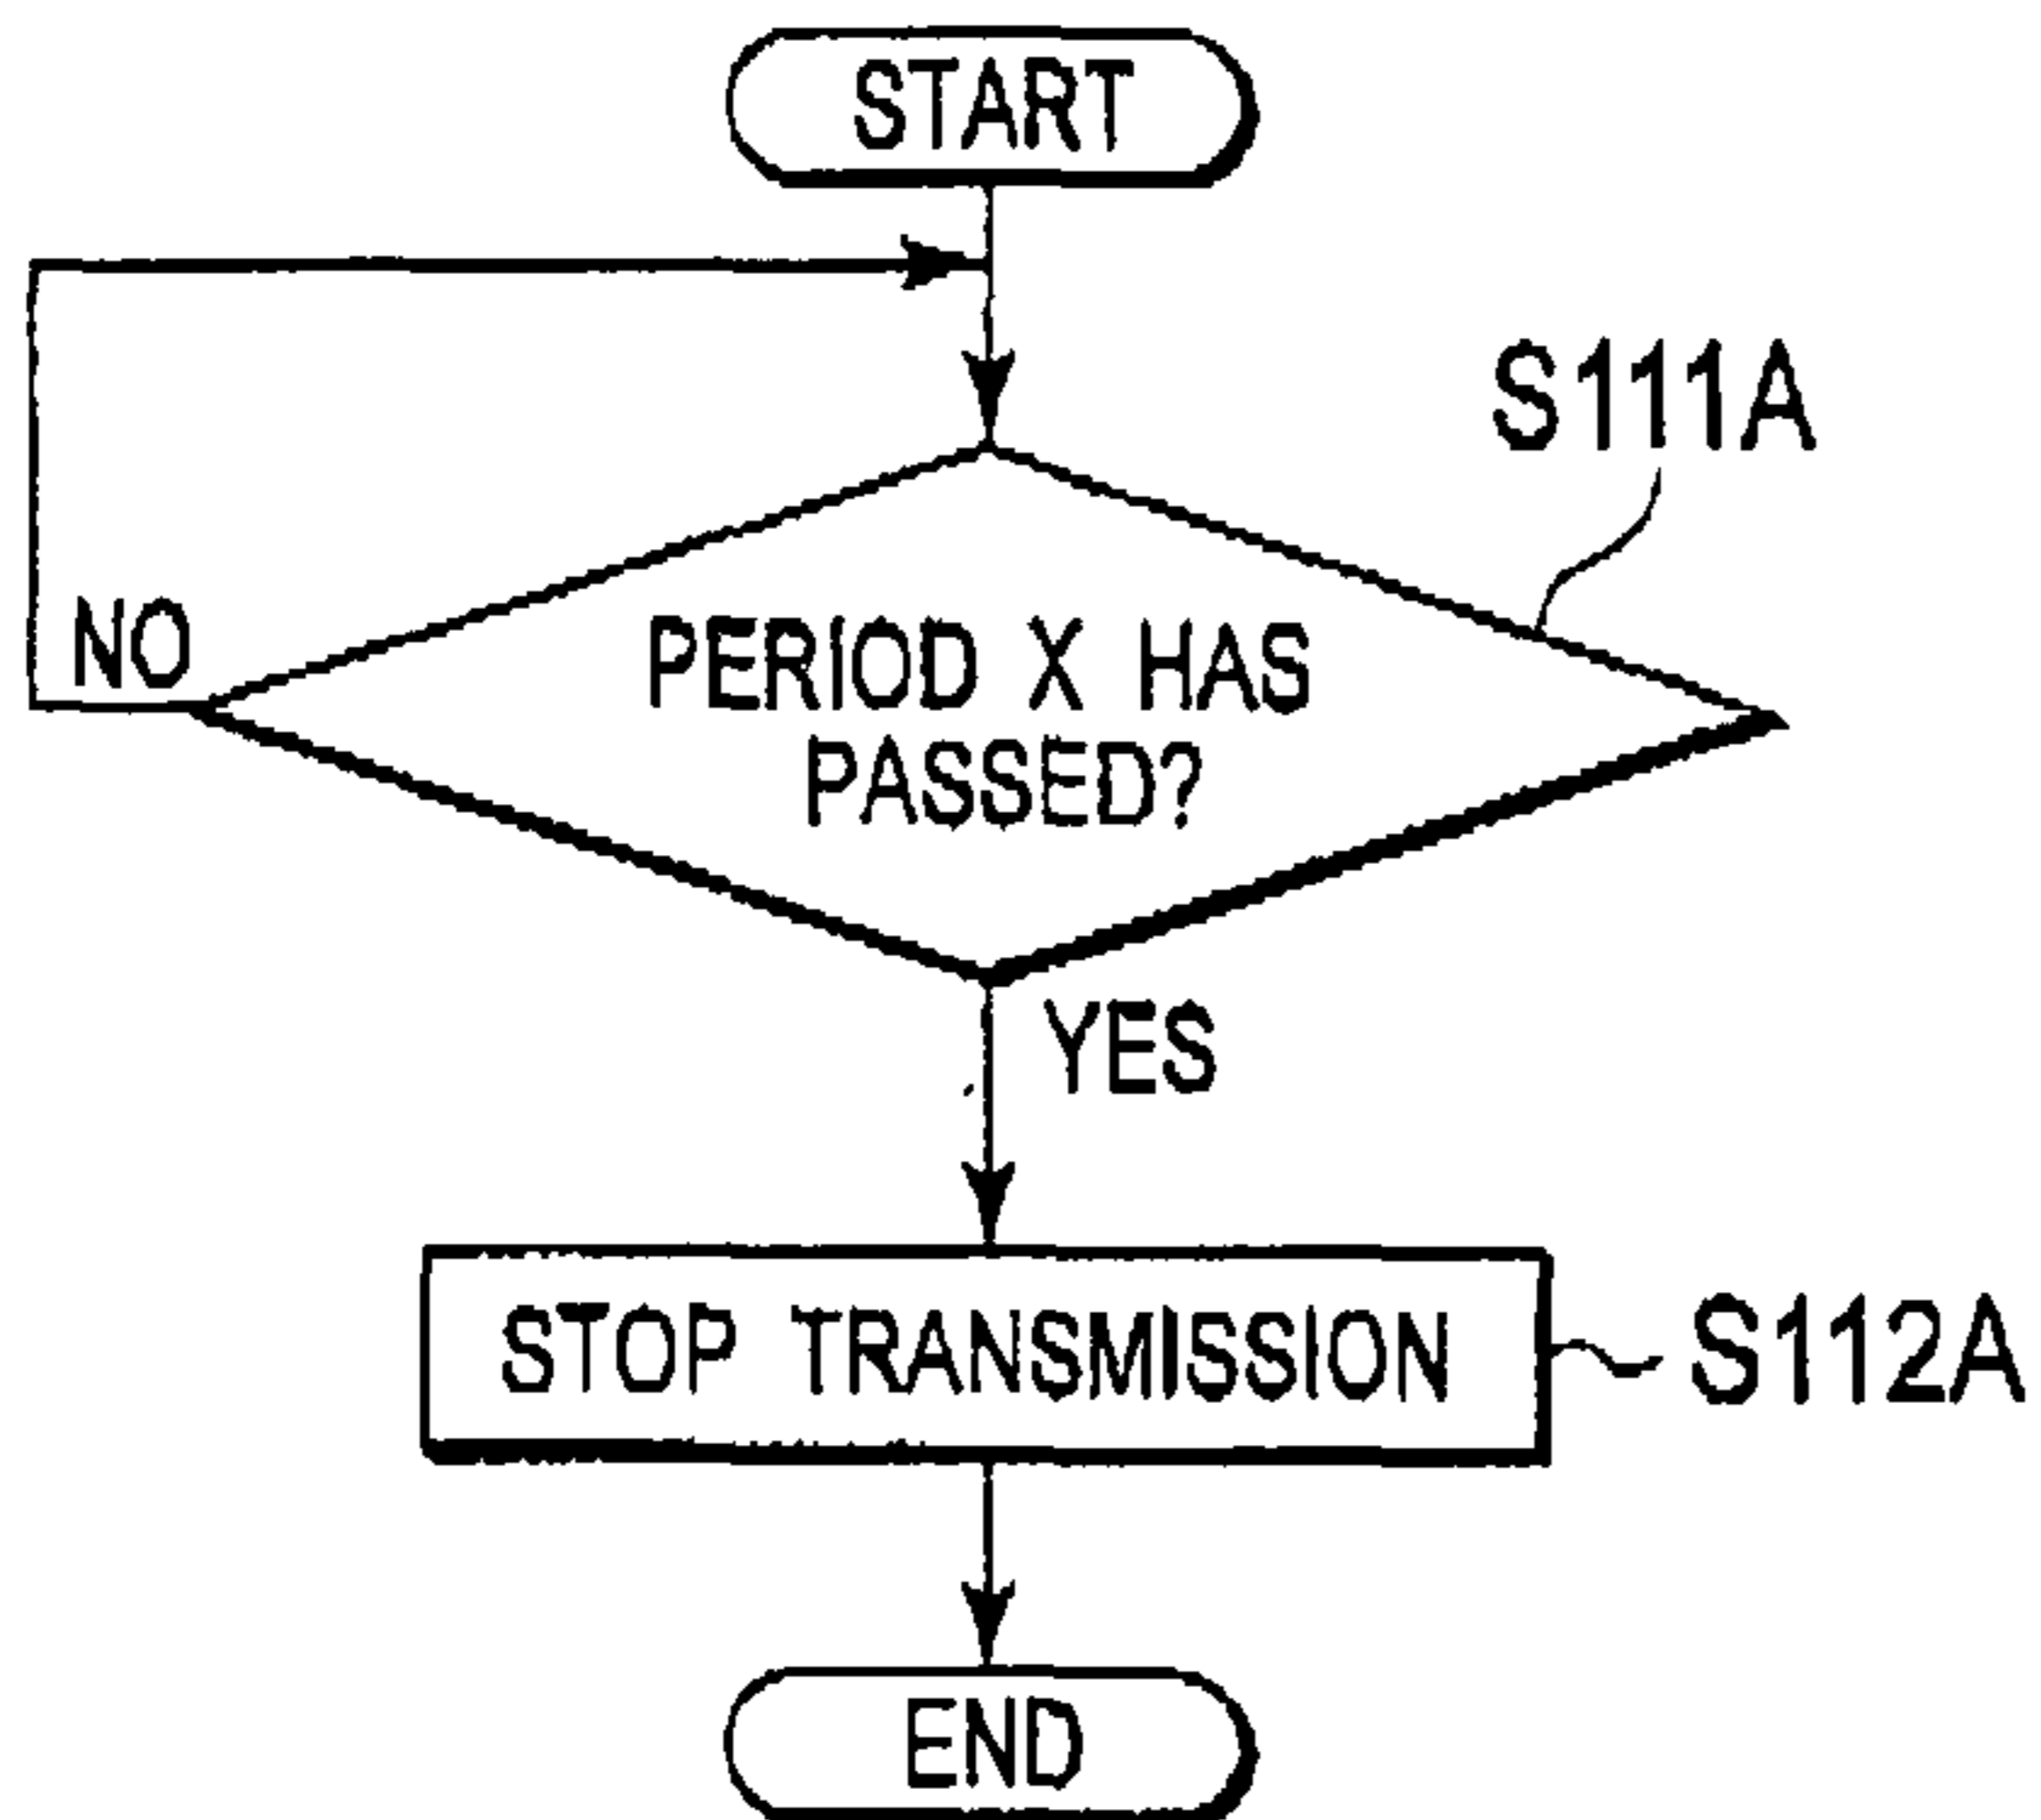 START
S111A
NO
PERIOD X HAS
PASSED?
YES
STOP TRANSMISSION
S112A
END